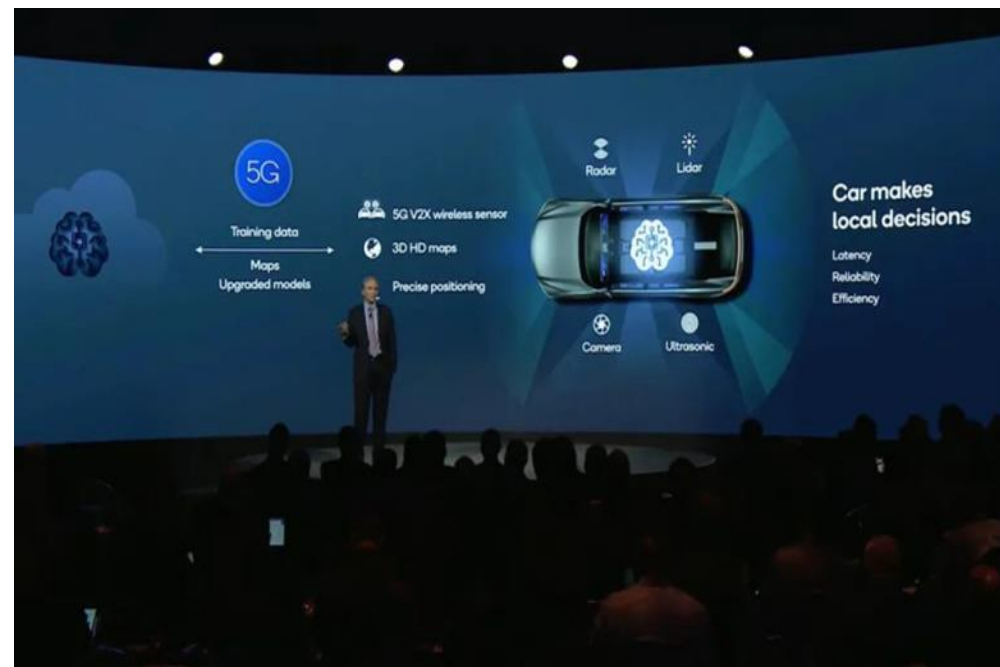 5G
Training data
Maps
Upgraded models
5G V2X wireless sensor
3D HD maps
Precise positioning
Radar
Lidar
Camera
Ultrasonic
Car makes
local decisions
Latency
Reliability
Efficiency